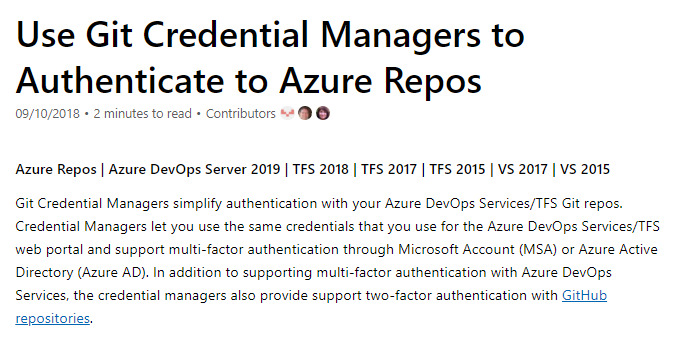 Use Git Credential Managers to
Authenticate to Azure Repos
09/10/2018 • 2 minutes to read • Contributors
Azure Repos | Azure DevOps Server 2019 | TFS 2018 | TFS 2017 | TFS 2015 | VS 2017 | VS 2015
Git Credential Managers simplify authentication with your Azure DevOps Services/TFS Git repos.
Credential Managers let you use the same credentials that you use for the Azure DevOps Services/TFS
web portal and support multi-factor authentication through Microsoft Account (MSA) or Azure Active
Directory (Azure AD). In addition to supporting multi-factor authentication with Azure DevOps
Services, the credential managers also provide support two-factor authentication with GitHub
repositories.